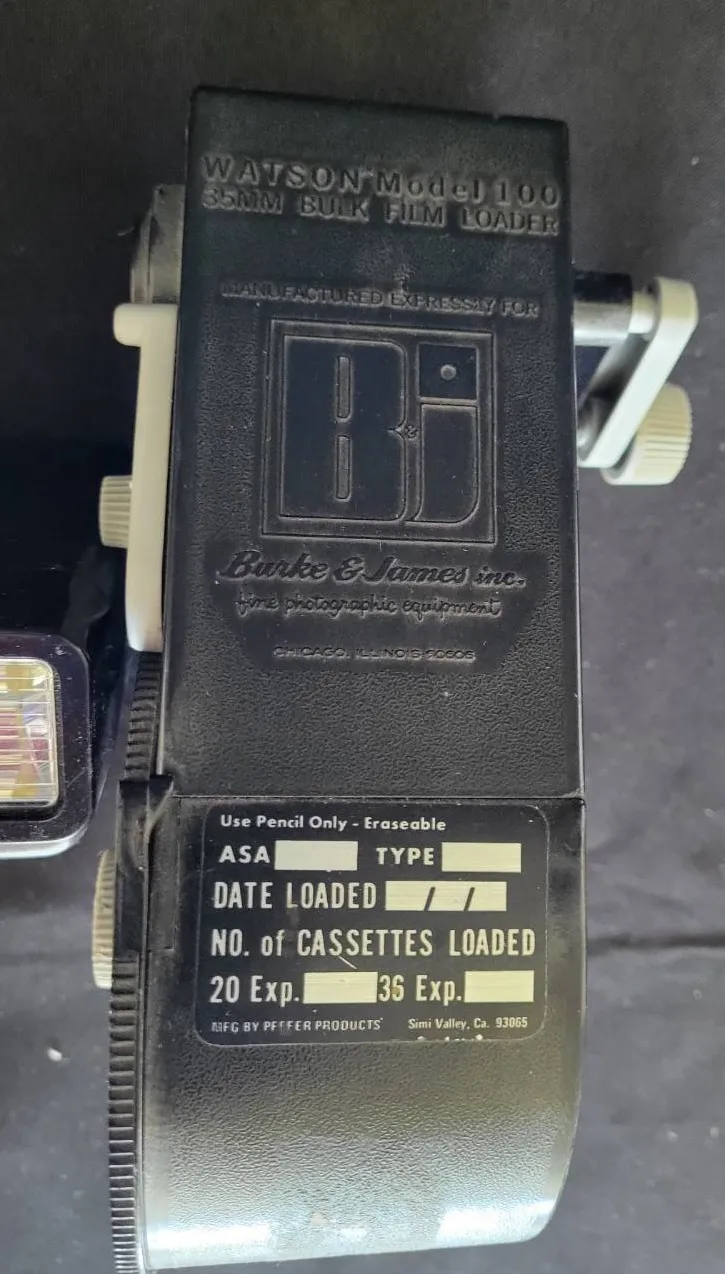 WATSON Model 100
35MM BULK FILM LOADER
MANUFACTURED EXPRESSLY FOR
B&J
Burke & James inc.
fine photographic equipment
CHICAGO, ILLINOIS 60606
Use Pencil Only - Eraseable
ASA TYPE
DATE LOADED / /
NO. of CASSETTES LOADED
20 Exp. 36 Exp.
MFG BY PFEFER PRODUCTS Simi Valley, Ca. 93065